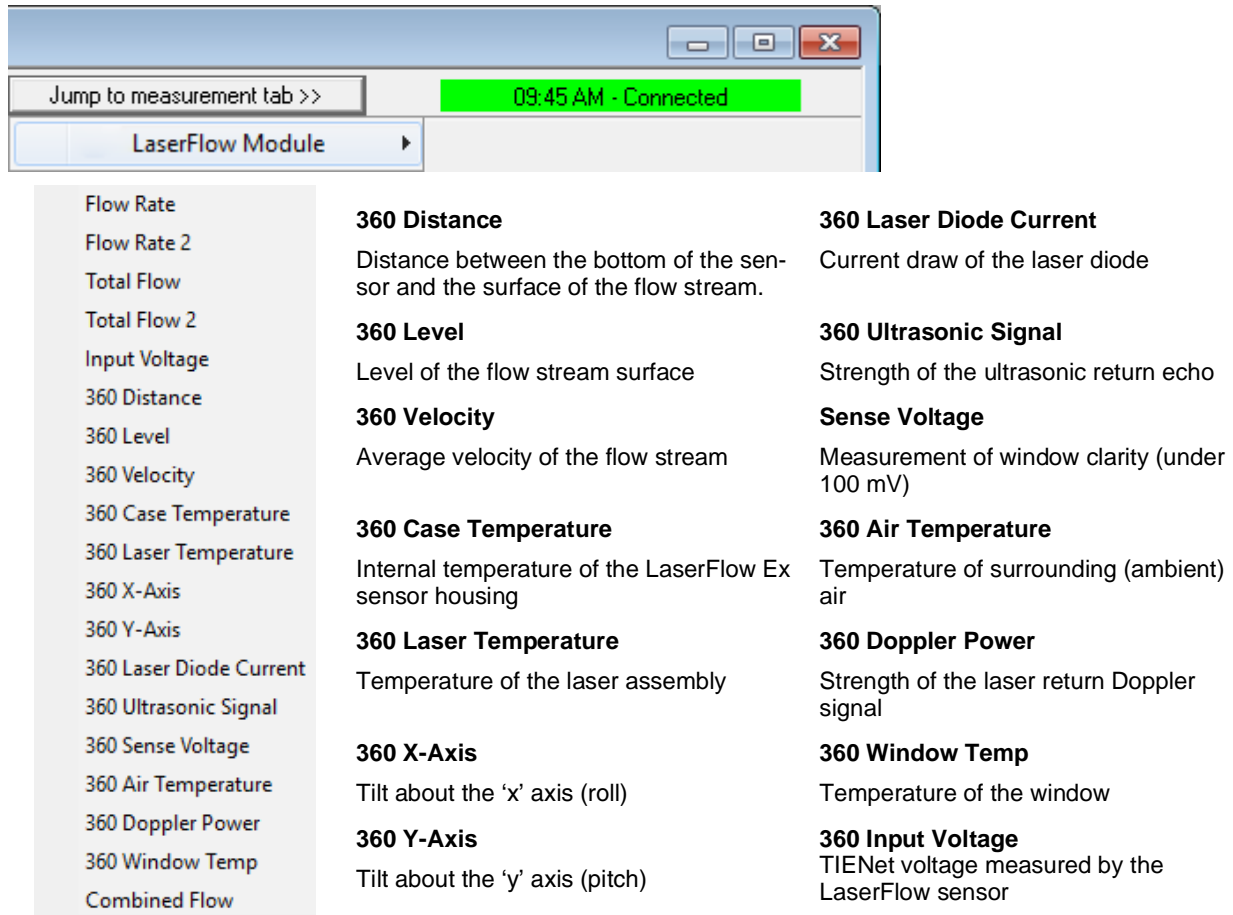 Jump to measurement tab >>
09:45 AM - Connected
LaserFlow Module
Flow Rate
Flow Rate 2
Total Flow
Total Flow 2
Input Voltage
360 Distance
360 Level
360 Velocity
360 Case Temperature
360 Laser Temperature
360 X-Axis
360 Y-Axis
360 Laser Diode Current
360 Ultrasonic Signal
360 Sense Voltage
360 Air Temperature
360 Doppler Power
360 Window Temp
Combined Flow
360 Distance
Distance between the bottom of the sen-
sor and the surface of the flow stream.
360 Level
Level of the flow stream surface
360 Velocity
Average velocity of the flow stream
360 Case Temperature
Internal temperature of the LaserFlow Ex
sensor housing
360 Laser Temperature
Temperature of the laser assembly
360 X-Axis
Tilt about the ‘x’ axis (roll)
360 Y-Axis
Tilt about the ‘y’ axis (pitch)
360 Laser Diode Current
Current draw of the laser diode
360 Ultrasonic Signal
Strength of the ultrasonic return echo
Sense Voltage
Measurement of window clarity (under
100 mV)
360 Air Temperature
Temperature of surrounding (ambient)
air
360 Doppler Power
Strength of the laser return Doppler
signal
360 Window Temp
Temperature of the window
360 Input Voltage
TIENet voltage measured by the
LaserFlow sensor